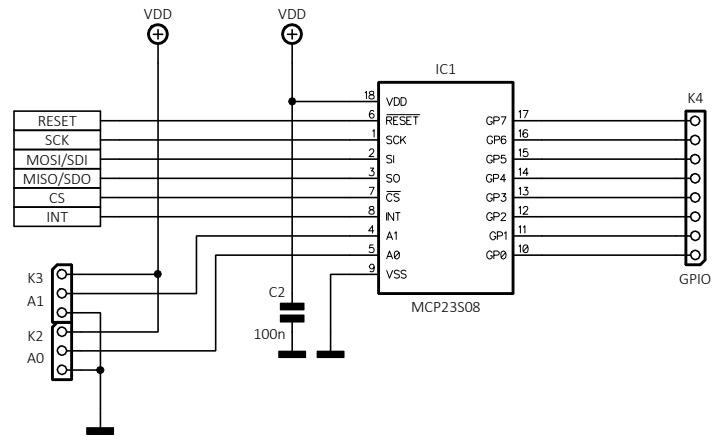 VDD
VDD
IC1
K4
18 VDD
RESET 6 RESET GP7 17
SCK 1 SCK GP6 16
MOSI/SDI 2 SI GP5 15
MISO/SDO 3 SO GP4 14
CS 7 CS GP3 13
INT 8 INT GP2 12
4 A1 GP1 11
5 A0 GP0 10
K3 9 VSS GPIO
A1 C2 MCP23S08
K2 100n
A0